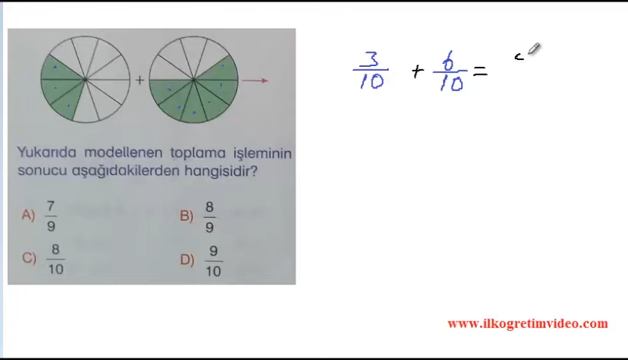 +
Yukarıda modellenen toplama işleminin
sonucu aşağıdakilerden hangisidir?
A) 7/9
B) 8/9
C) 8/10
D) 9/10
3/10 + 6/10 =
www.ilkogretimvideo.com